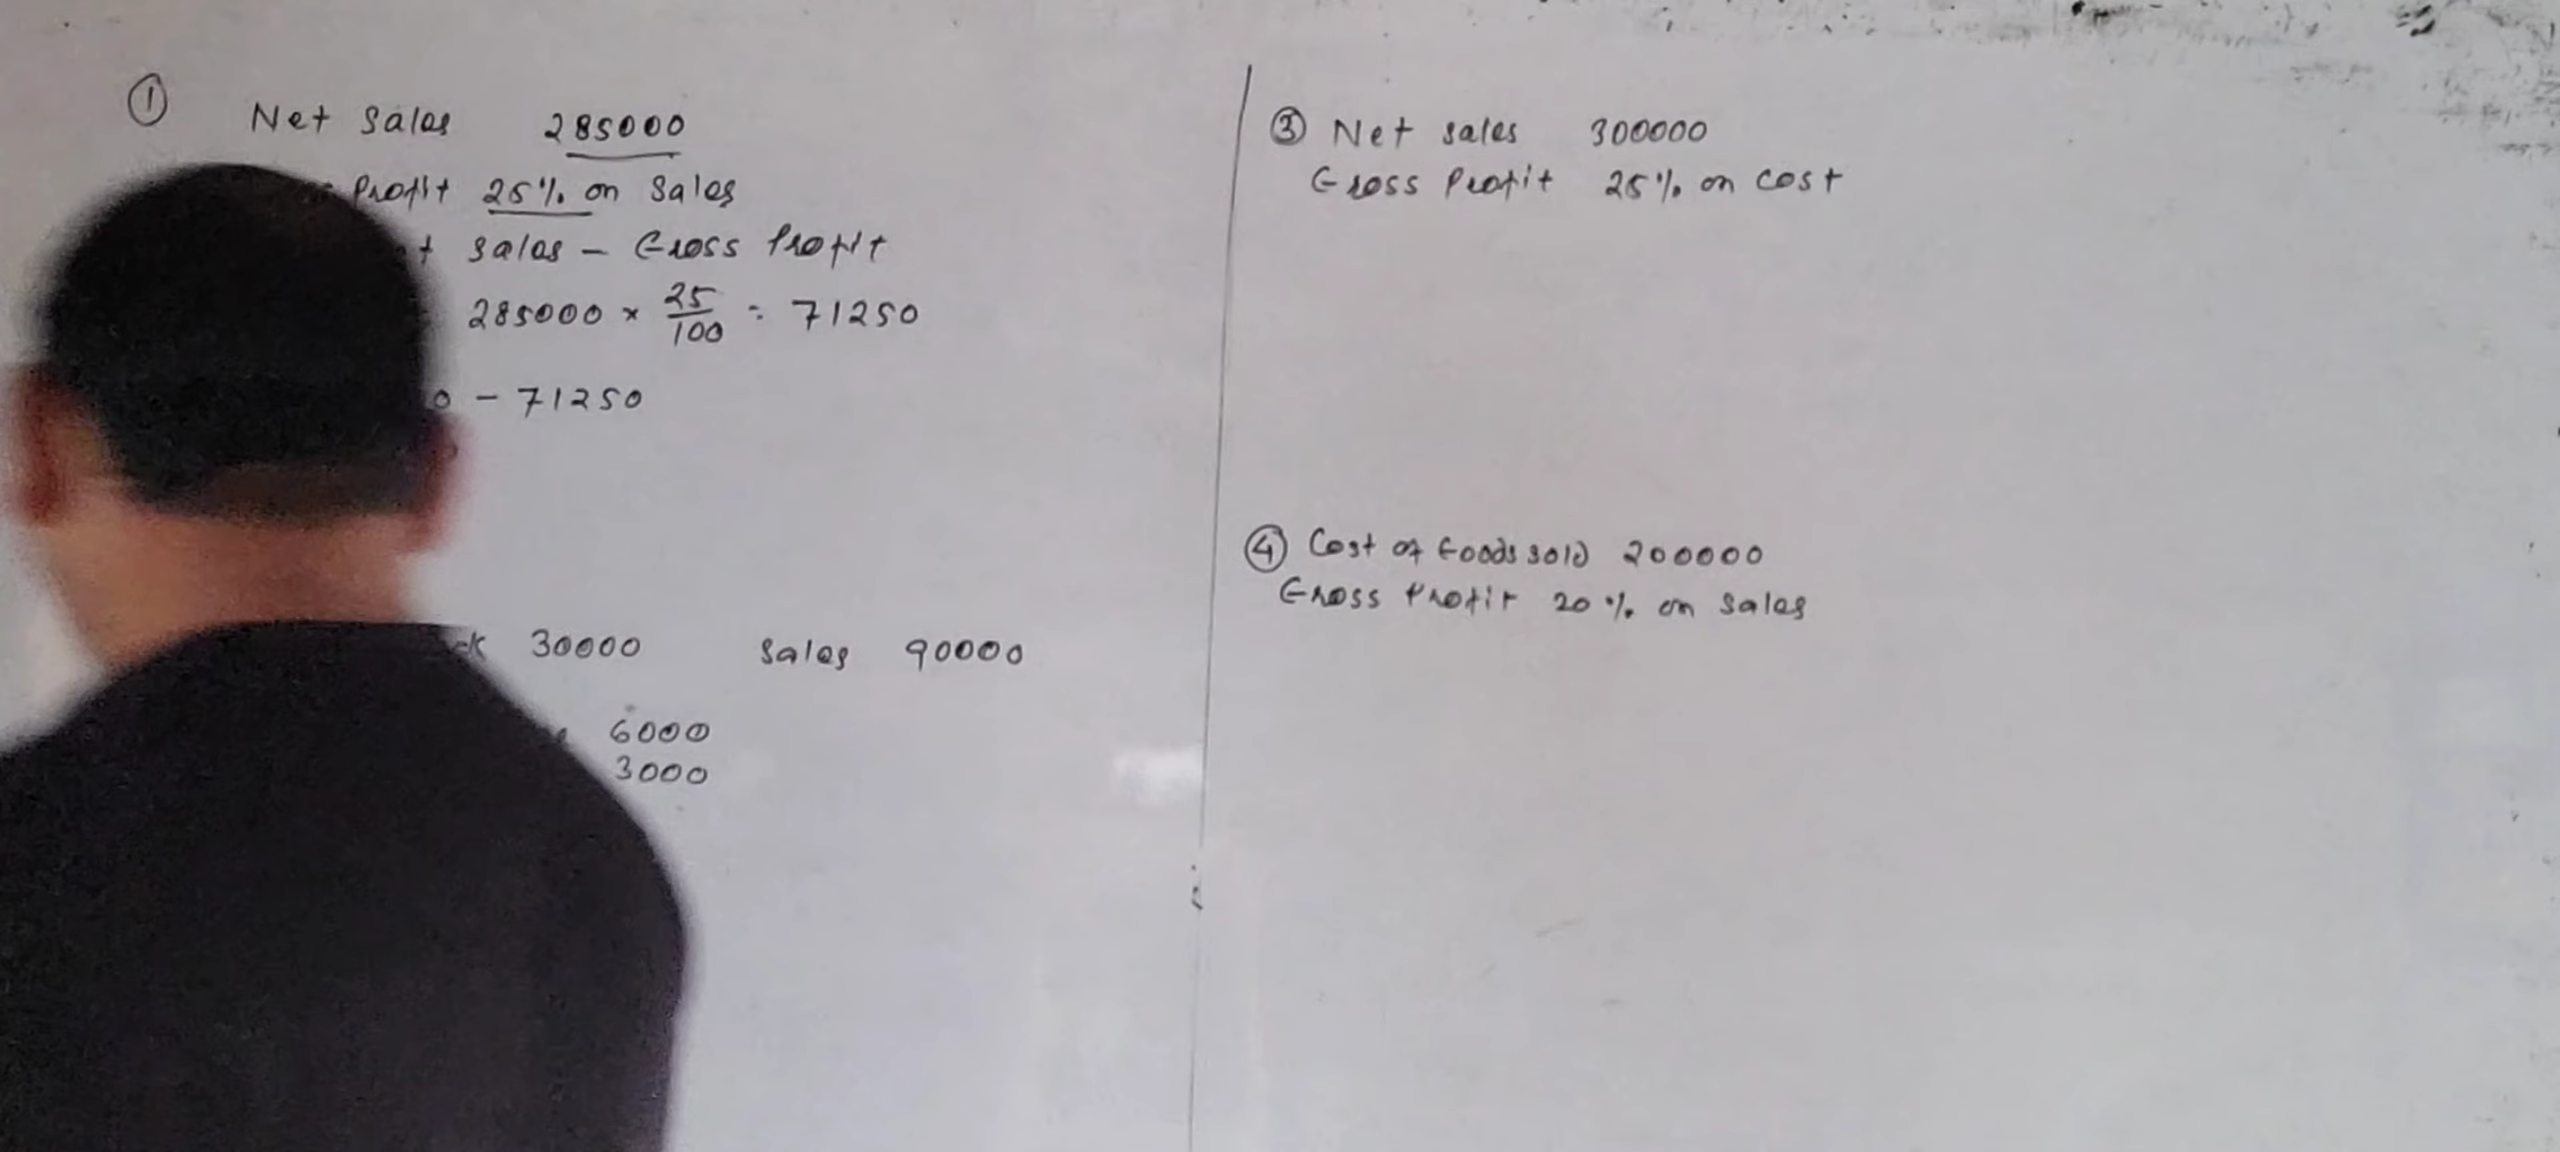 ① Net Sales 285000
Profit 25% on Sales
Sales - Gross Profit
285000 × 25/100 = 71250
0 - 71250
30000 Sales 90000
6000
3000
③ Net sales 300000
Gross Profit 25% on cost
④ Cost of Goods sold 200000
Gross Profit 20% on Sales